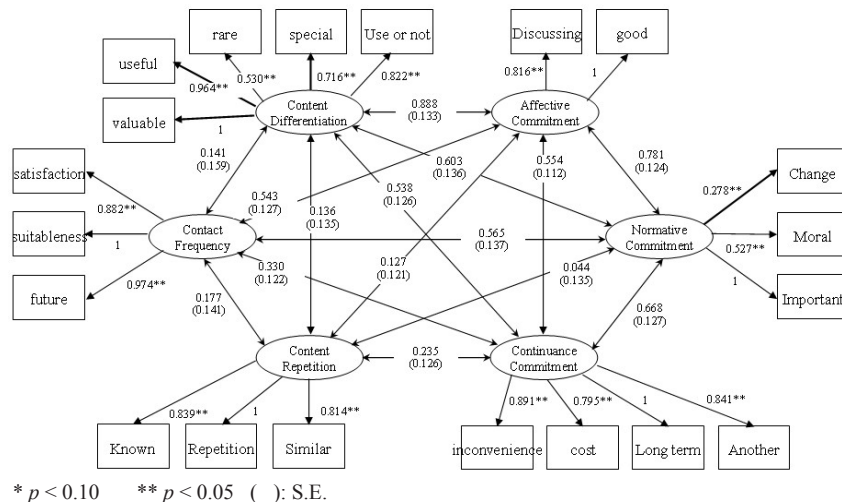 rare
special
Use or not
Discussing
good
useful
0.530**
0.716**
0.822**
0.816**
1
0.964**
valuable
1
Content
Differentiation
0.888
(0.133)
Affective
Commitment
0.141
(0.159)
0.603
(0.136)
0.554
(0.112)
0.781
(0.124)
satisfaction
0.882**
0.543
(0.127)
0.136
(0.135)
0.538
(0.126)
0.278**
Change
suitableness
1
Contact
Frequency
0.565
(0.137)
Normative
Commitment
0.527**
Moral
future
0.974**
0.330
(0.122)
0.127
(0.121)
0.044
(0.135)
1
Important
0.177
(0.141)
0.668
(0.127)
Content
Repetition
0.235
(0.126)
Continuance
Commitment
0.839**
1
0.814**
0.891**
0.795**
1
0.841**
Known
Repetition
Similar
inconvenience
cost
Long term
Another
* p < 0.10 ** p < 0.05 ( ): S.E.